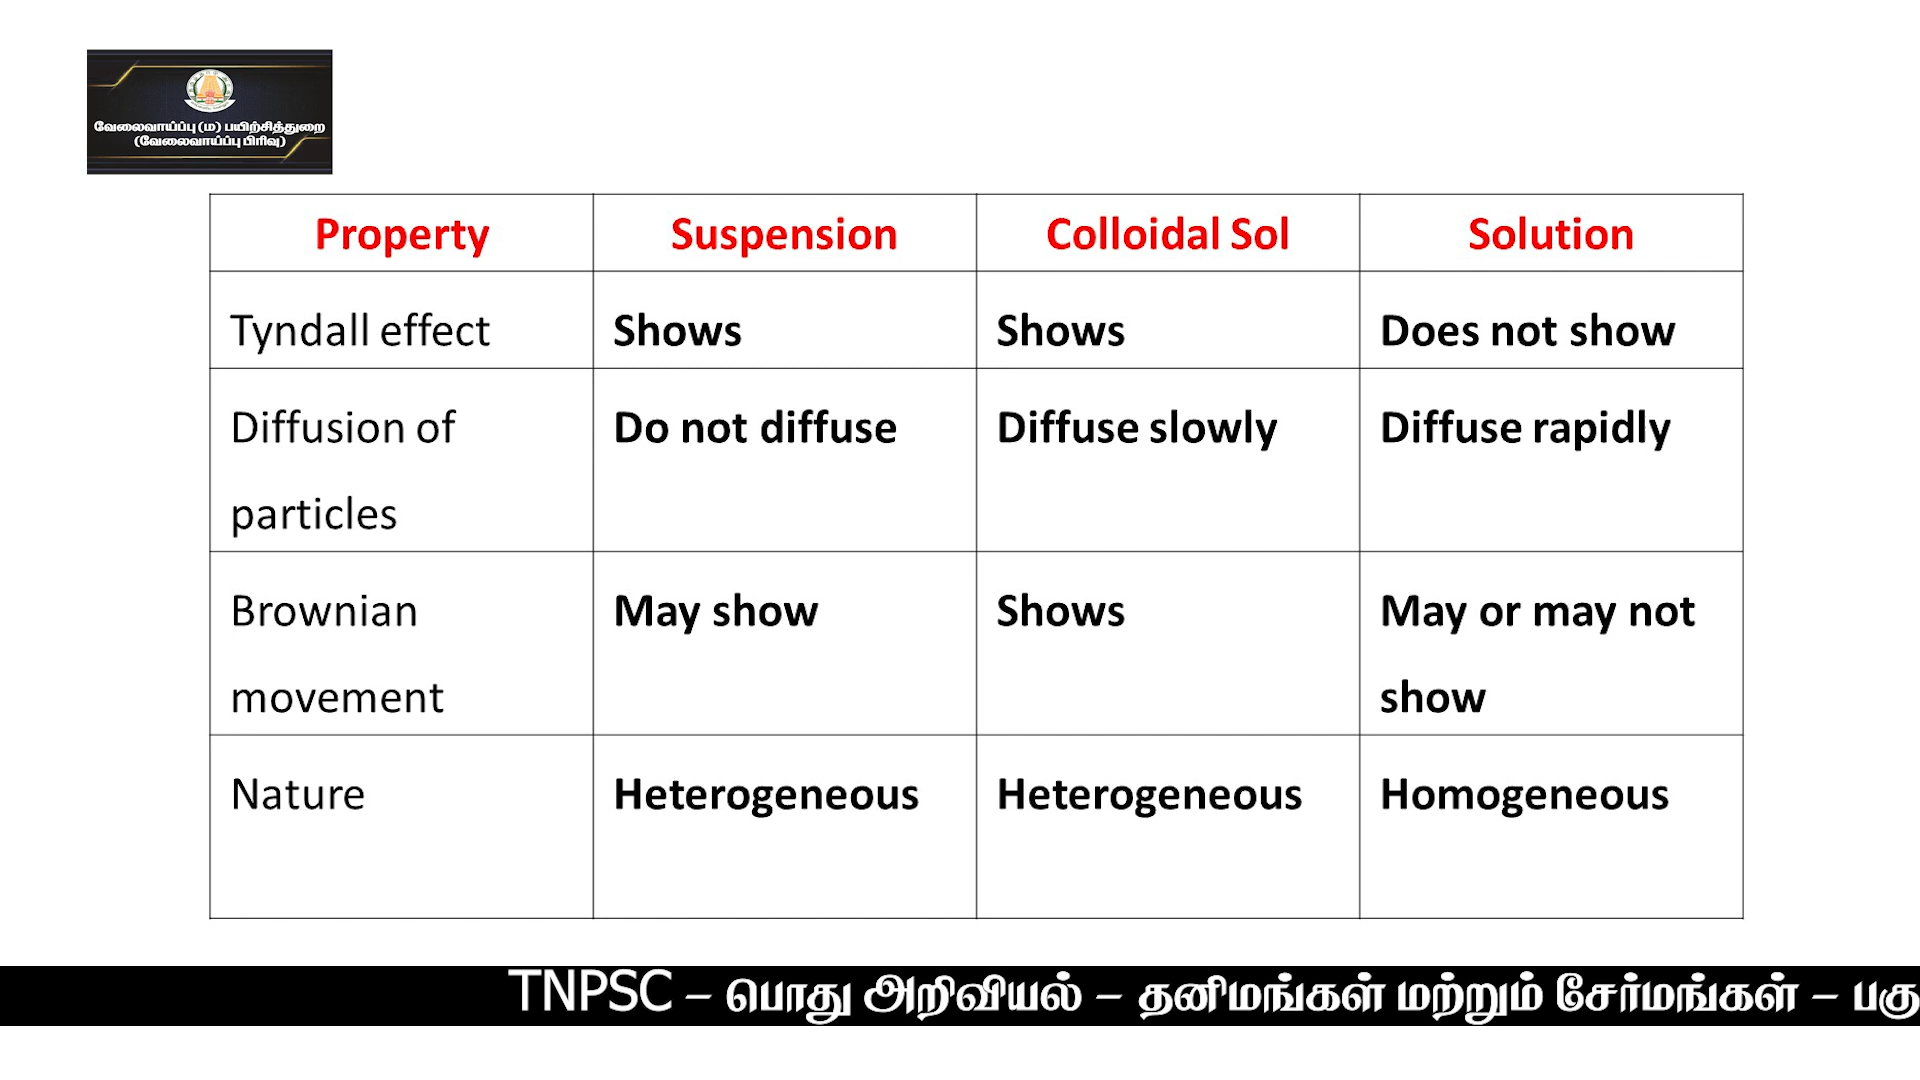 வேலைவாய்ப்பு (ம) பயிற்சித்துறை
(வேலைவாய்ப்பு பிரிவு)
Property Suspension Colloidal Sol Solution
Tyndall effect Shows Shows Does not show
Diffusion of Do not diffuse Diffuse slowly Diffuse rapidly
particles
Brownian May show Shows May or may not
movement show
Nature Heterogeneous Heterogeneous Homogeneous
TNPSC – பொது அறிவியல் – தனிமங்கள் மற்றும் சேர்மங்கள் – பகு